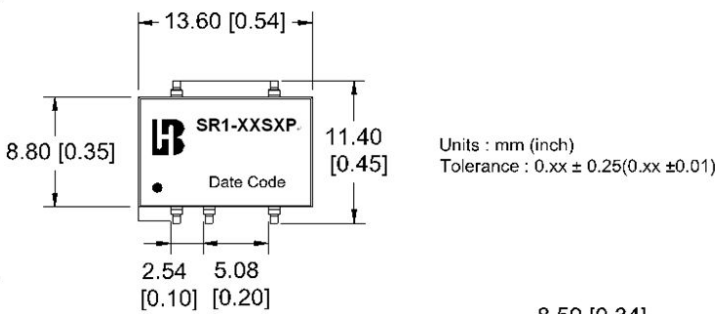 13.60 [0.54]
SR1-XXSXP
8.80 [0.35]
11.40
[0.45]
Date Code
Units : mm (inch)
Tolerance : 0.xx ± 0.25(0.xx ±0.01)
2.54 5.08
[0.10] [0.20]